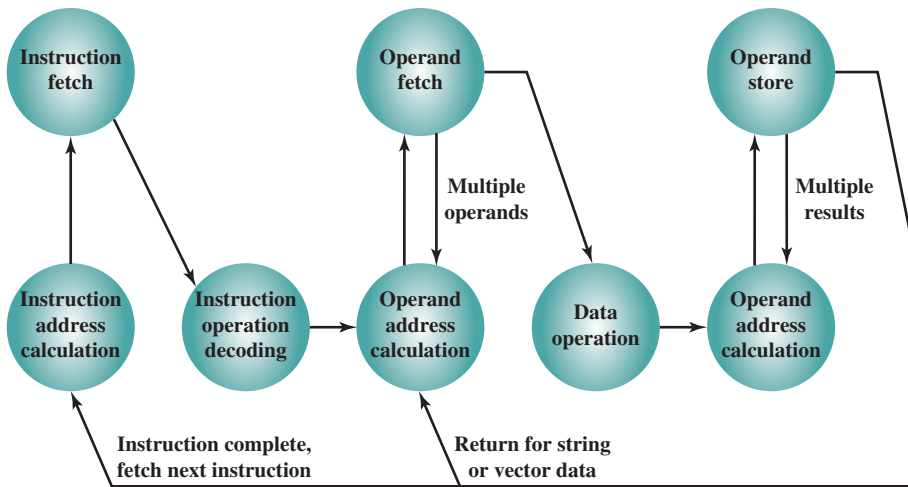 Instruction
fetch
Operand
fetch
Operand
store
Multiple
operands
Multiple
results
Instruction
address
calculation
Instruction
operation
decoding
Operand
address
calculation
Data
operation
Operand
address
calculation
Instruction complete,
fetch next instruction
Return for string
or vector data